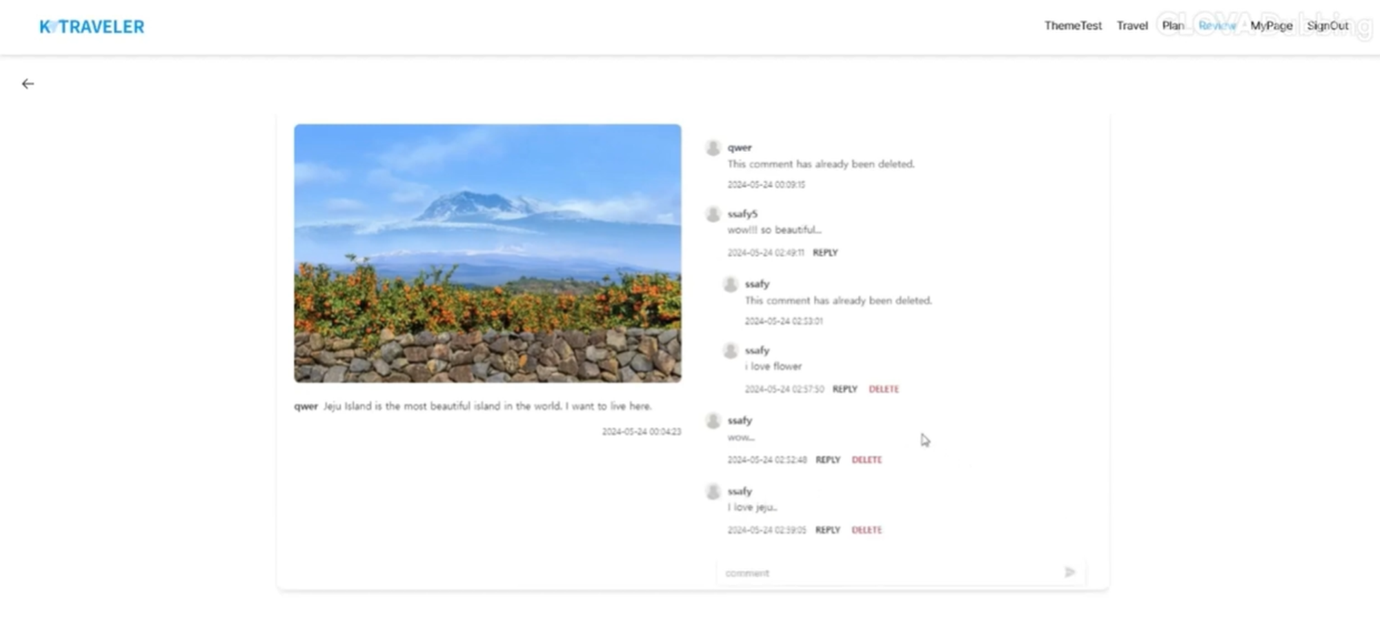 K♥TRAVELER
ThemeTest Travel Plan Review MyPage SignOut
CLOVA Dubbing
←
qwer
This comment has already been deleted.
2024-05-24 00:09:15
ssafy5
wow!!! so beautiful...
2024-05-24 02:49:11 REPLY
ssafy
This comment has already been deleted.
2024-05-24 02:53:01
ssafy
i love flower
2024-05-24 02:57:50 REPLY DELETE
qwer Jeju Island is the most beautiful island in the world. I want to live here.
2024-05-24 00:04:23
ssafy
wow...
2024-05-24 02:52:48 REPLY DELETE
ssafy
I love jeju..
2024-05-24 02:59:05 REPLY DELETE
comment